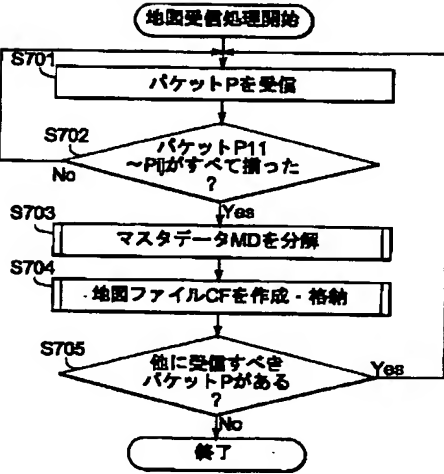 地図受信処理開始
S701
パケットPを受信
S702
パケットP11
～Pijがすべて揃った
?
No
Yes
S703
マスタデータMDを分解
S704
地図ファイルCFを作成・格納
S705
他に受信すべき
パケットPがある
?
Yes
No
終了